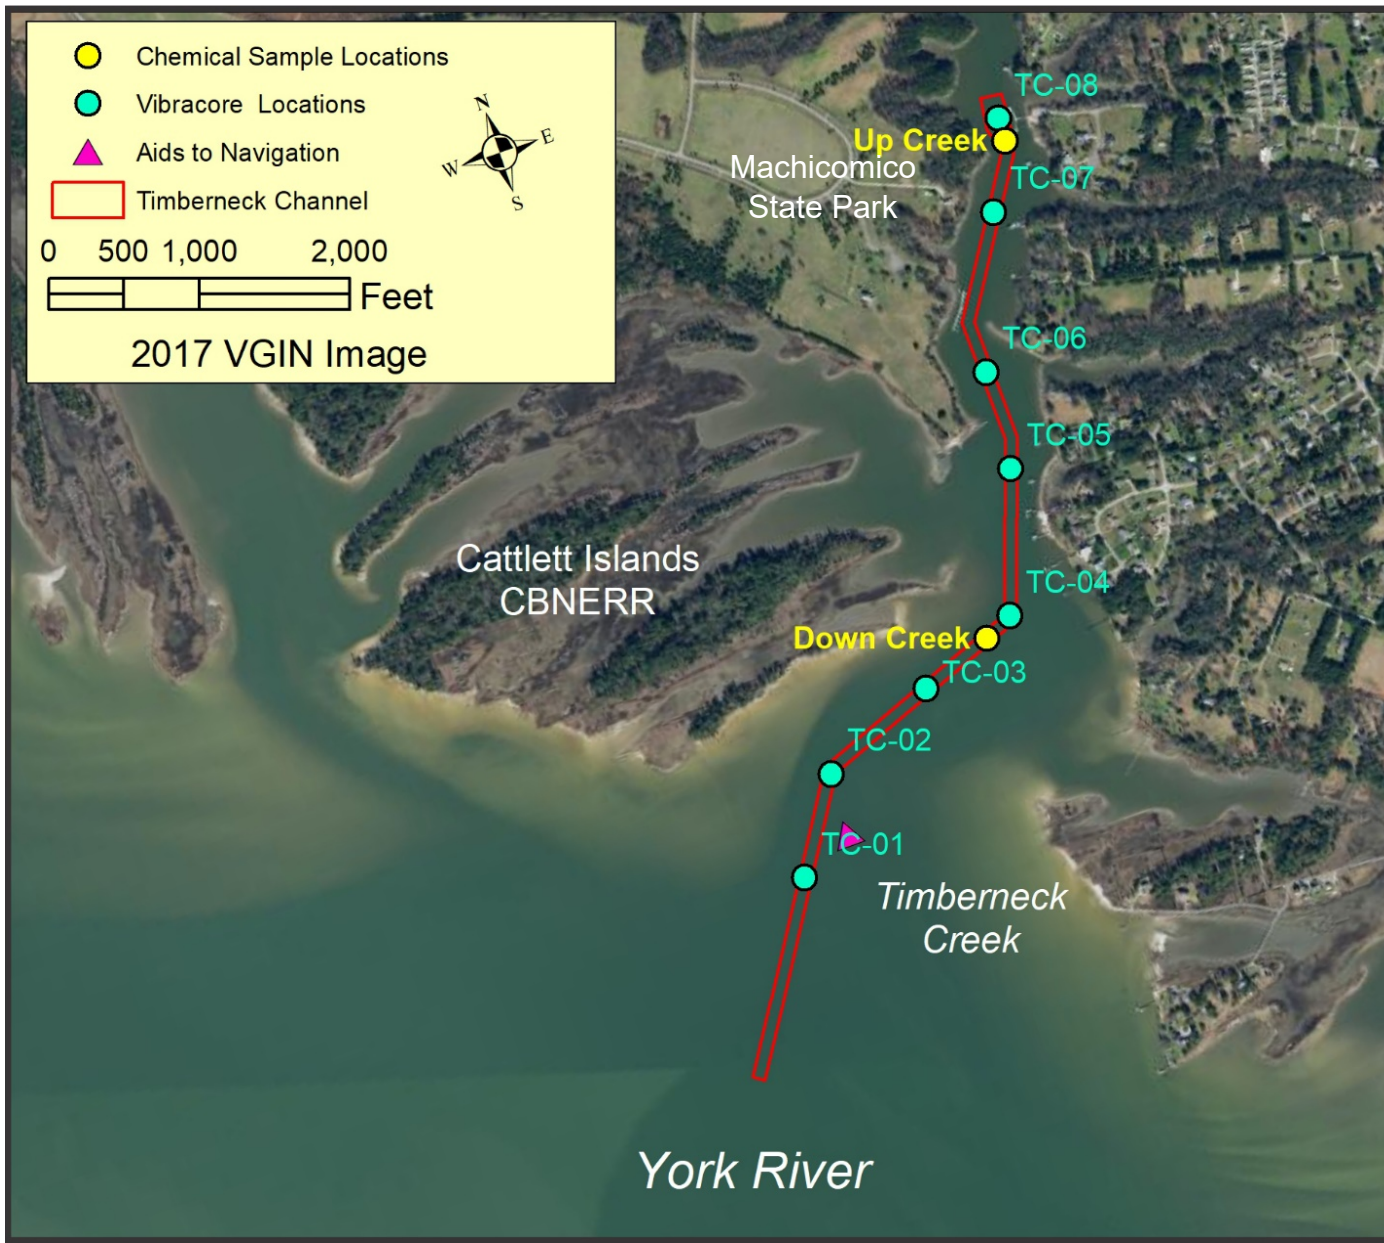 Chemical Sample Locations
Vibracore Locations
Aids to Navigation
Timberneck Channel
N
E
W
S
0 500 1,000 2,000
Feet
2017 VGIN Image
TC-08
Up Creek
TC-07
Machicomico
State Park
TC-06
TC-05
Cattlett Islands
CBNERR
TC-04
Down Creek
TC-03
TC-02
TC-01
Timberneck
Creek
York River